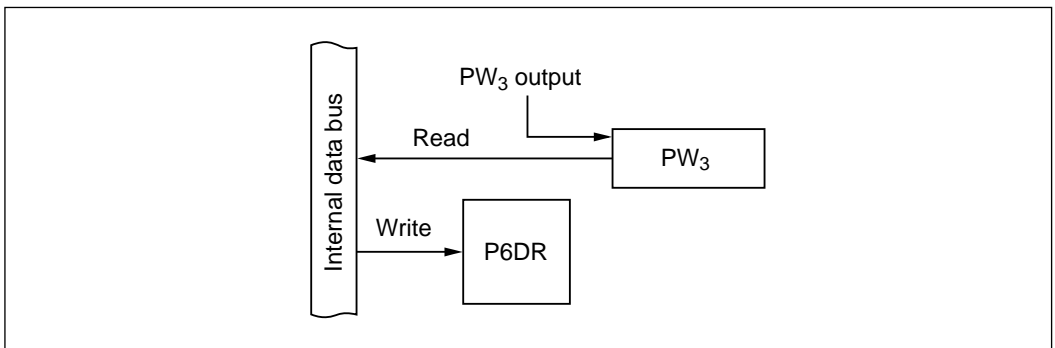 PW₃ output
Read
PW₃
Internal data bus
Write
P6DR